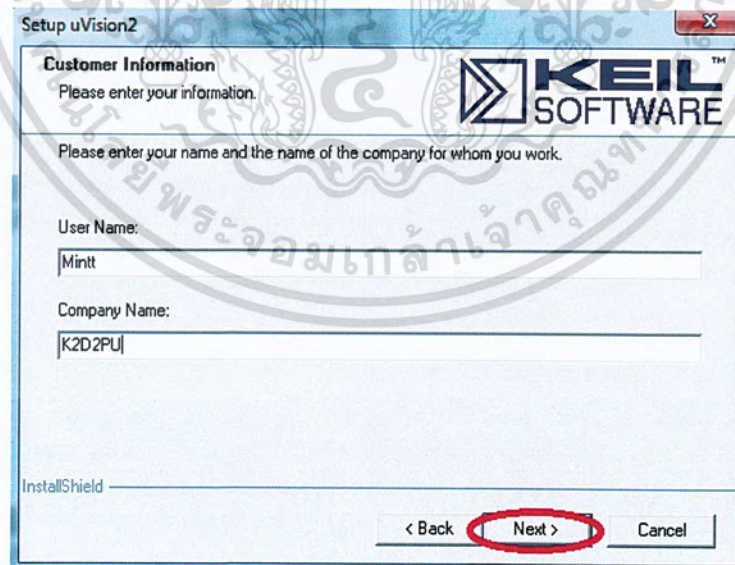 Setup uVision2
Customer Information
Please enter your information.
KEIL™
SOFTWARE
Please enter your name and the name of the company for whom you work.
User Name:
Mintt
Company Name:
K2D2PU
InstallShield
< Back
Next >
Cancel